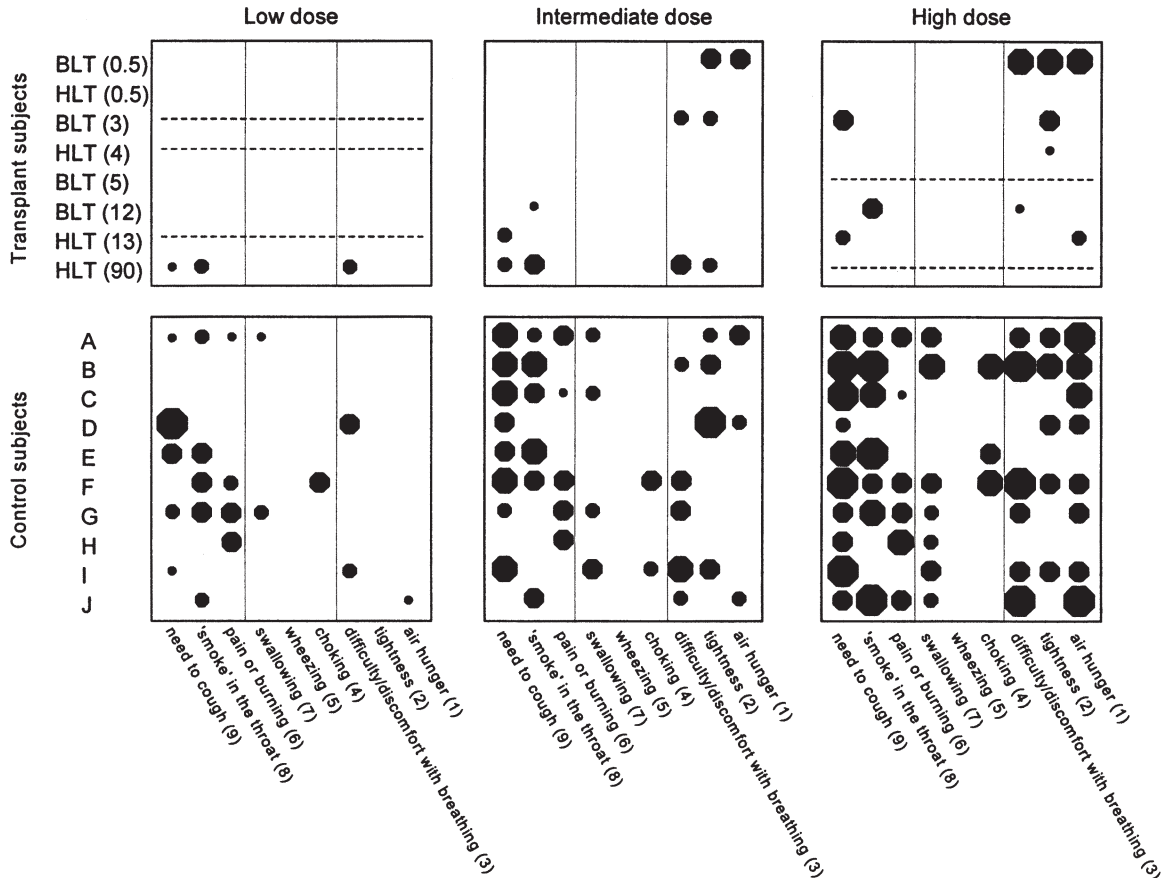 Low dose
Intermediate dose
High dose
Transplant subjects
BLT (0.5)
HLT (0.5)
BLT (3)
HLT (4)
BLT (5)
BLT (12)
HLT (13)
HLT (90)
Control subjects
A
B
C
D
E
F
G
H
I
J
need to cough (9)
'smoke' in the throat (8)
pain or burning (6)
swallowing (7)
wheezing (5)
choking (4)
difficulty/discomfort with breathing (3)
tightness (2)
air hunger (1)
need to cough (9)
'smoke' in the throat (8)
pain or burning (6)
swallowing (7)
wheezing (5)
choking (4)
difficulty/discomfort with breathing (3)
tightness (2)
air hunger (1)
need to cough (9)
'smoke' in the throat (8)
pain or burning (6)
swallowing (7)
wheezing (5)
choking (4)
difficulty/discomfort with breathing (3)
tightness (2)
air hunger (1)